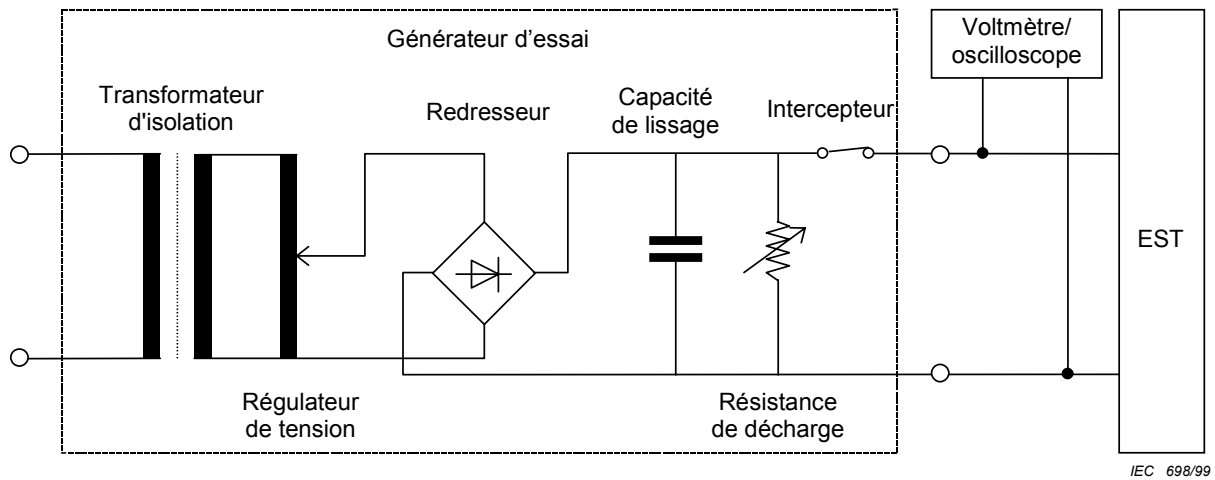 Générateur d’essai
Voltmètre/
oscilloscope
Transformateur
d'isolation
Redresseur
Capacité
de lissage
Intercepteur
EST
Régulateur
de tension
Résistance
de décharge
IEC 698/99